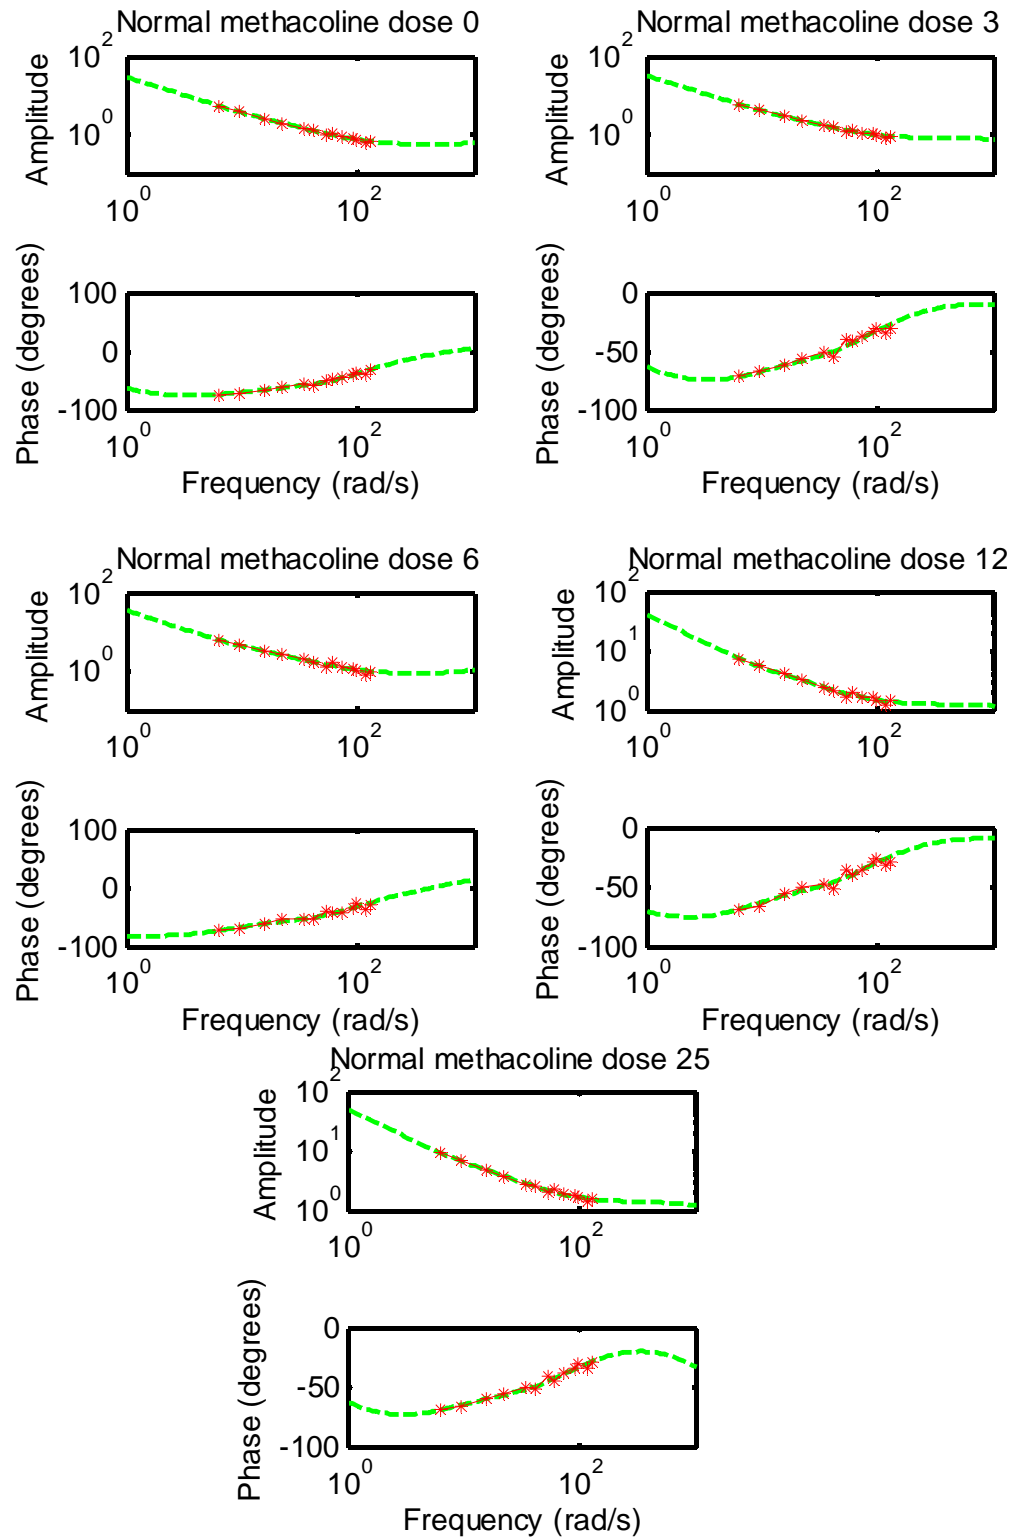 Normal methacoline dose 0
Amplitude
10^2
10^0
10^0
10^2
Phase (degrees)
100
0
-100
10^0
10^2
Frequency (rad/s)
Normal methacoline dose 3
Amplitude
10^2
10^0
10^0
10^2
Phase (degrees)
0
-50
-100
10^0
10^2
Frequency (rad/s)
Normal methacoline dose 6
Amplitude
10^2
10^0
10^0
10^2
Phase (degrees)
100
0
-100
10^0
10^2
Frequency (rad/s)
Normal methacoline dose 12
Amplitude
10^2
10^1
10^0
10^0
10^2
Phase (degrees)
0
-50
-100
10^0
10^2
Frequency (rad/s)
Normal methacoline dose 25
Amplitude
10^2
10^1
10^0
10^0
10^2
Phase (degrees)
0
-50
-100
10^0
10^2
Frequency (rad/s)